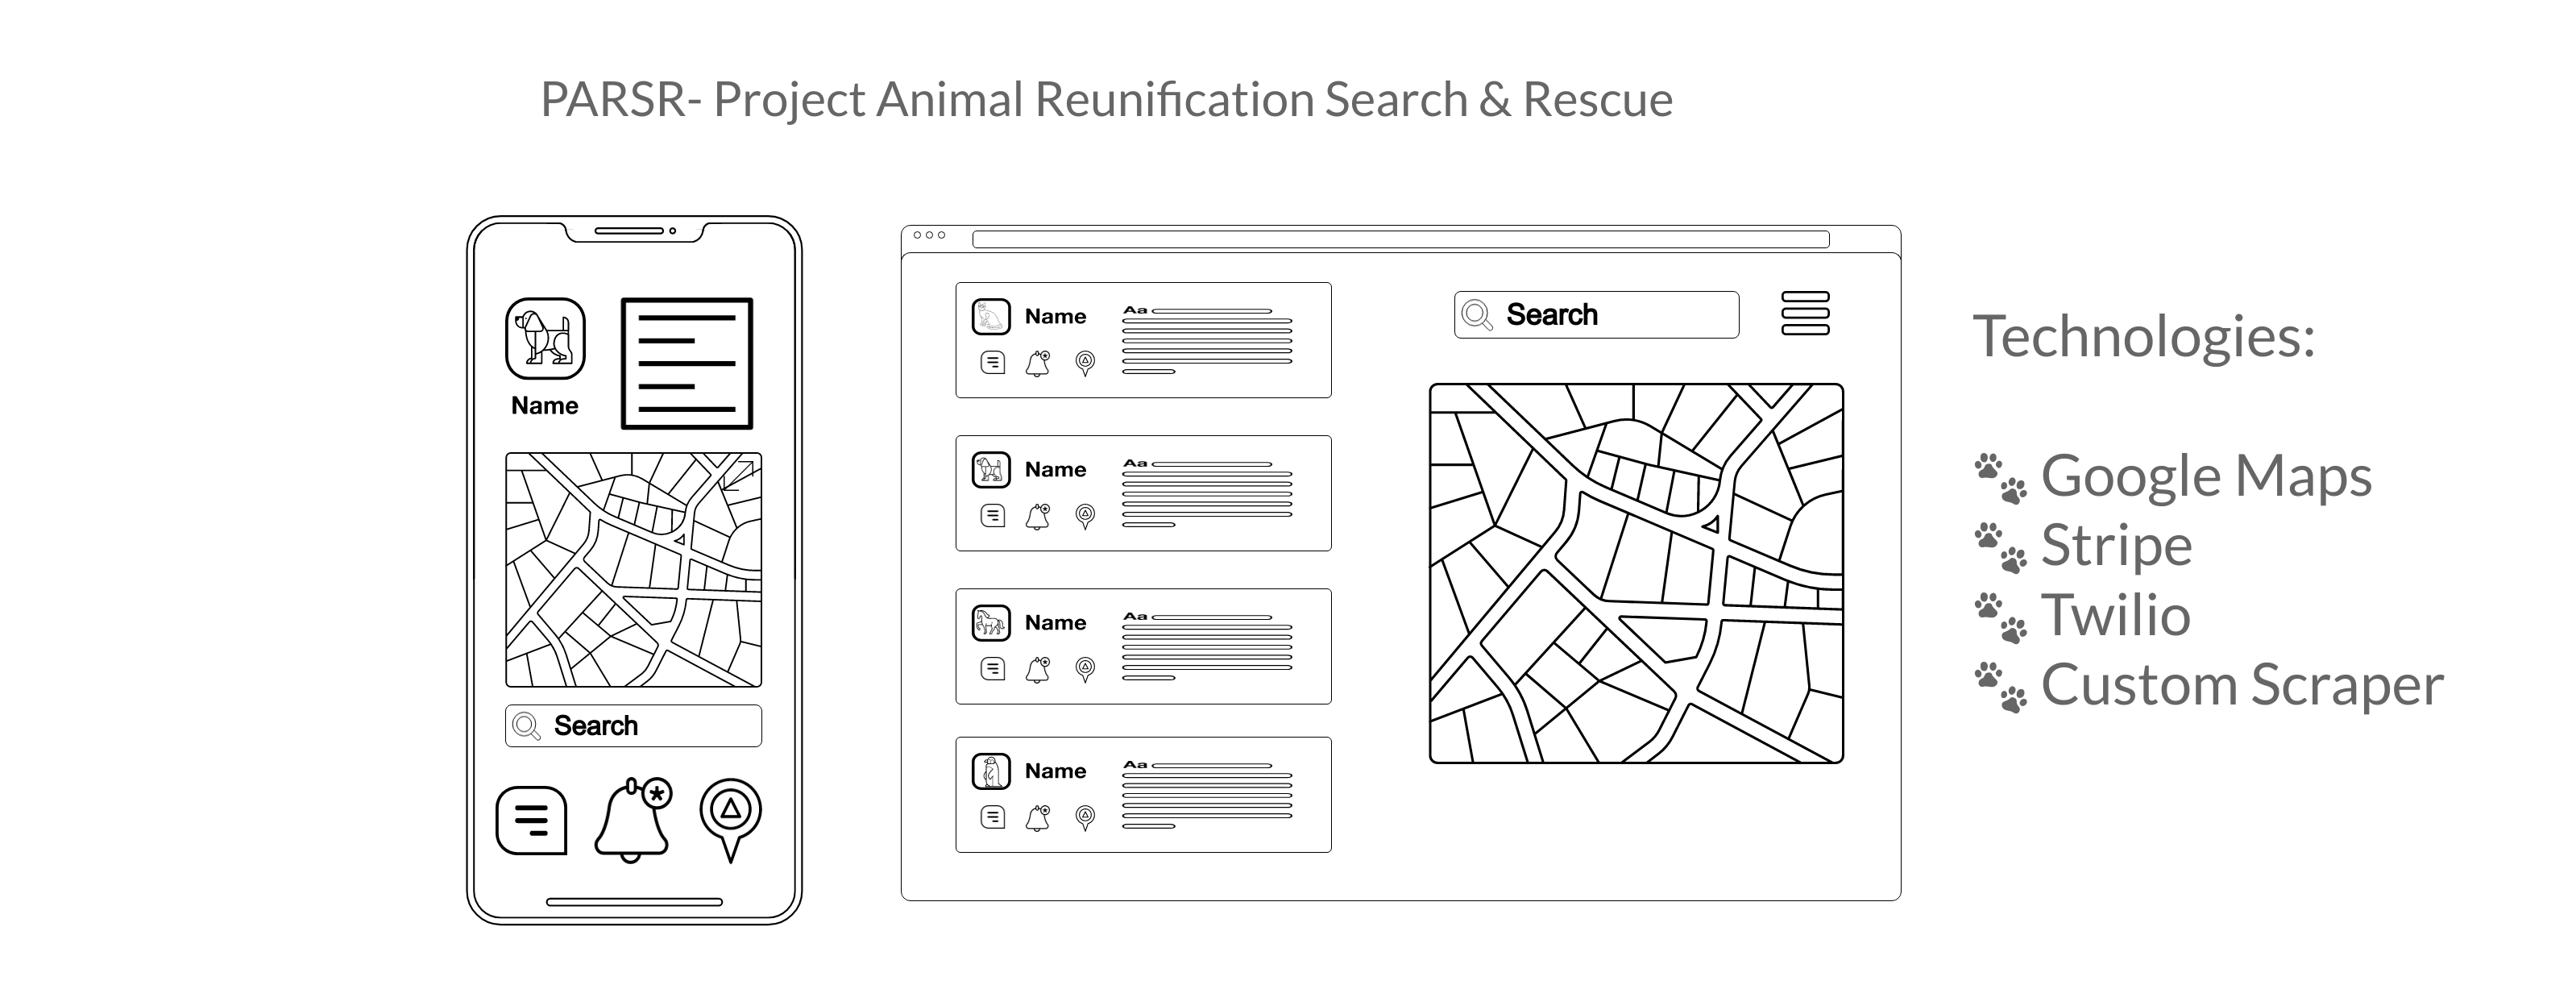 PARSR- Project Animal Reunification Search & Rescue
Name
Search
Name
Aa
Name
Aa
Name
Aa
Name
Aa
Search
Technologies:
Google Maps
Stripe
Twilio
Custom Scraper